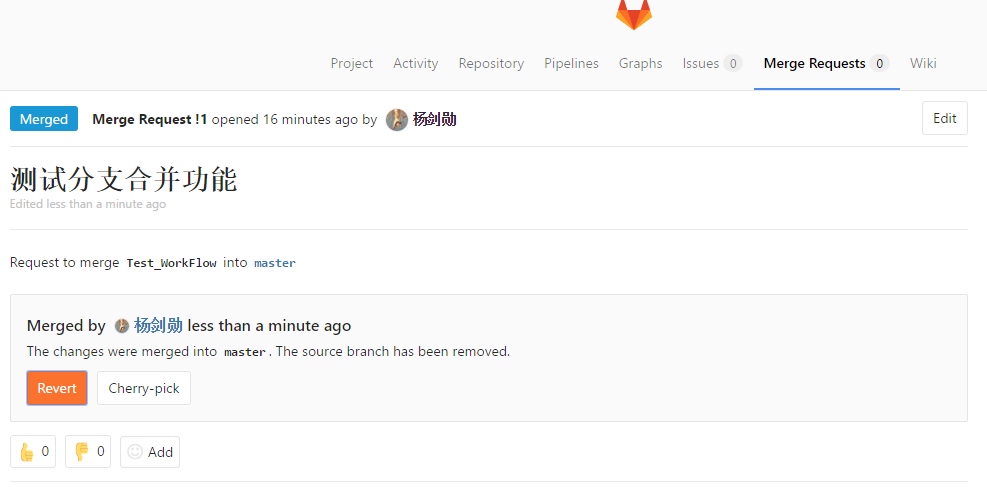 Project Activity Repository Pipelines Graphs Issues 0 Merge Requests 0 Wiki
Merged Merge Request !1 opened 16 minutes ago by 杨剑勋 Edit
测试分支合并功能
Edited less than a minute ago
Request to merge Test_WorkFlow into master
Merged by 杨剑勋 less than a minute ago
The changes were merged into master. The source branch has been removed.
Revert Cherry-pick
0 0 Add